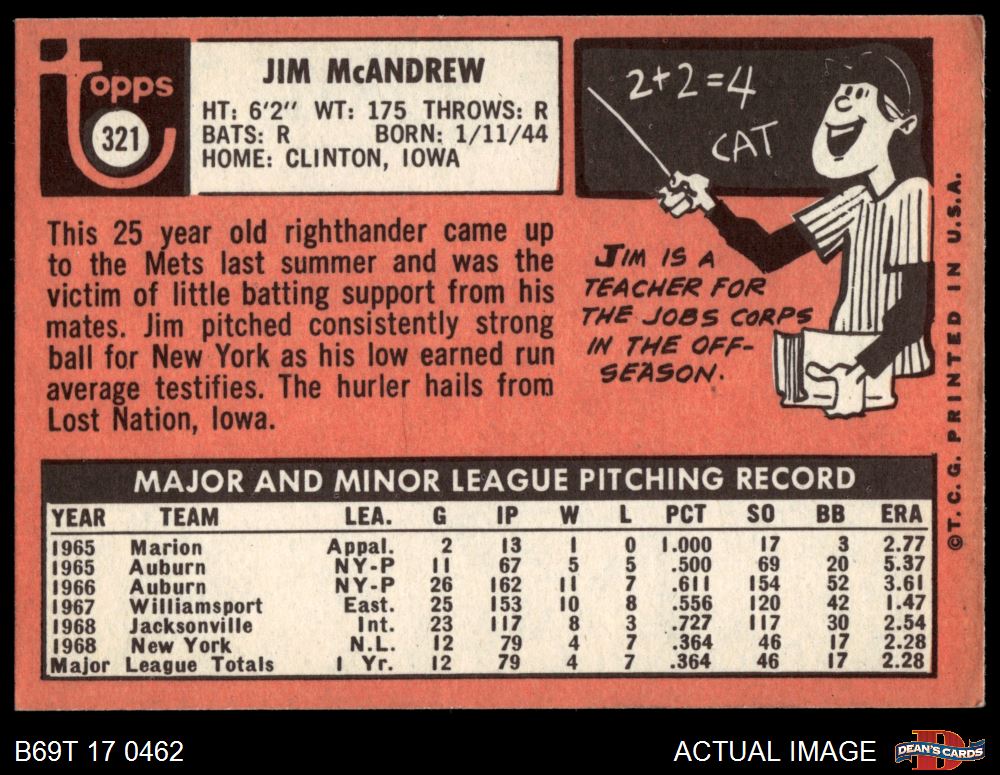 Topps
321
JIM McANDREW
HT: 6'2" WT: 175 THROWS: R
BATS: R BORN: 1/11/44
HOME: CLINTON, IOWA
2+2=4
CAT
This 25 year old righthander came up
to the Mets last summer and was the
victim of little batting support from his
mates. Jim pitched consistently strong
ball for New York as his low earned run
average testifies. The hurler hails from
Lost Nation, Iowa.
JIM IS A
TEACHER FOR
THE JOBS CORPS
IN THE OFF-
SEASON.
MAJOR AND MINOR LEAGUE PITCHING RECORD
YEAR TEAM LEA. G IP W L PCT SO BB ERA
1965 Marion Appal. 2 13 1 0 1.000 17 3 2.77
1965 Auburn NY-P 11 67 5 5 .500 69 20 5.37
1966 Auburn NY-P 26 162 11 7 .611 154 52 3.61
1967 Williamsport East. 25 153 10 8 .556 120 42 1.47
1968 Jacksonville Int. 23 117 8 3 .727 117 30 2.54
1968 New York N.L. 12 79 4 7 .364 46 17 2.28
Major League Totals 1 Yr. 12 79 4 7 .364 46 17 2.28
©T.C.G. PRINTED IN U.S.A.
B69T 17 0462
ACTUAL IMAGE
DEAN'S CARDS